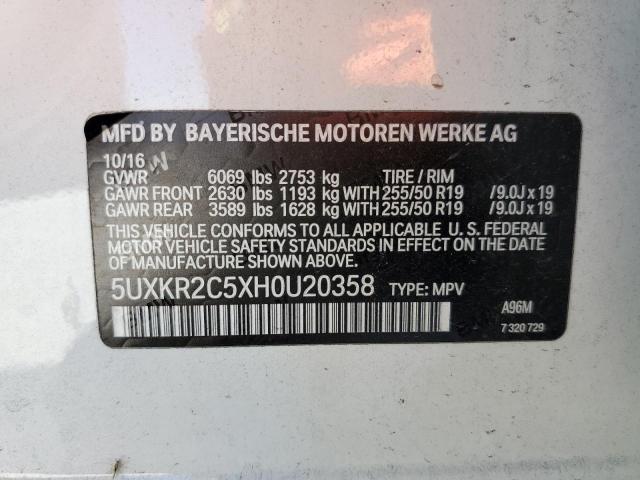 MFD BY BAYERISCHE MOTOREN WERKE AG
10/16
GVWR 6069 lbs 2753 kg TIRE / RIM
GAWR FRONT 2630 lbs 1193 kg WITH 255/50 R19 /9.0J x 19
GAWR REAR 3589 lbs 1628 kg WITH 255/50 R19 /9.0J x 19
THIS VEHICLE CONFORMS TO ALL APPLICABLE U. S. FEDERAL
MOTOR VEHICLE SAFETY STANDARDS IN EFFECT ON THE DATE
OF MANUFACTURE SHOWN ABOVE.
5UXKR2C5XH0U20358 TYPE: MPV
A96M
7 320 729